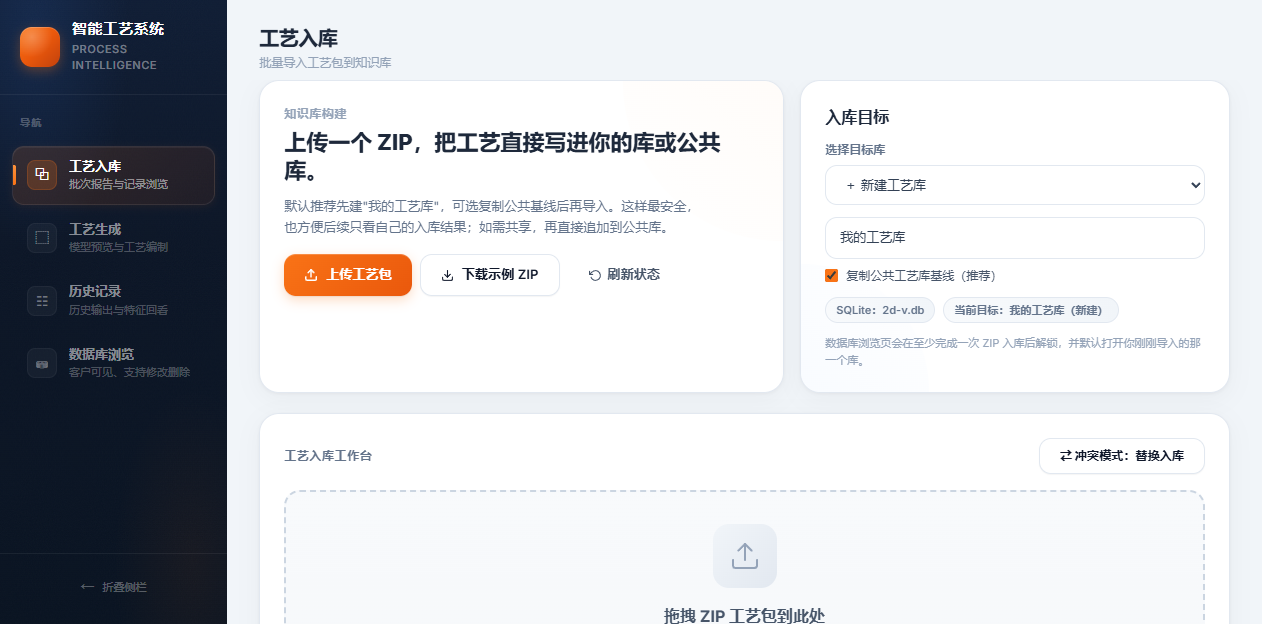 智能工艺系统
PROCESS
INTELLIGENCE
导航
工艺入库
批次报告与记录浏览
工艺生成
模型预览与工艺编制
历史记录
历史输出与特征回看
数据库浏览
客户可见、支持修改删除
← 折叠侧栏
工艺入库
批量导入工艺包到知识库
知识库构建
上传一个 ZIP，把工艺直接写进你的库或公共
库。
默认推荐先建"我的工艺库"，可选复制公共基线后再导入。这样最安全，
也方便后续只看自己的入库结果；如需共享，再直接追加到公共库。
上传工艺包
下载示例 ZIP
刷新状态
入库目标
选择目标库
+ 新建工艺库
我的工艺库
复制公共工艺库基线（推荐）
SQLite：2d-v.db
当前目标：我的工艺库（新建）
数据库浏览页会在至少完成一次 ZIP 入库后解锁，并默认打开你刚刚导入的那
一个库。
工艺入库工作台
⇄ 冲突模式：替换入库
拖拽 ZIP 工艺包到此处